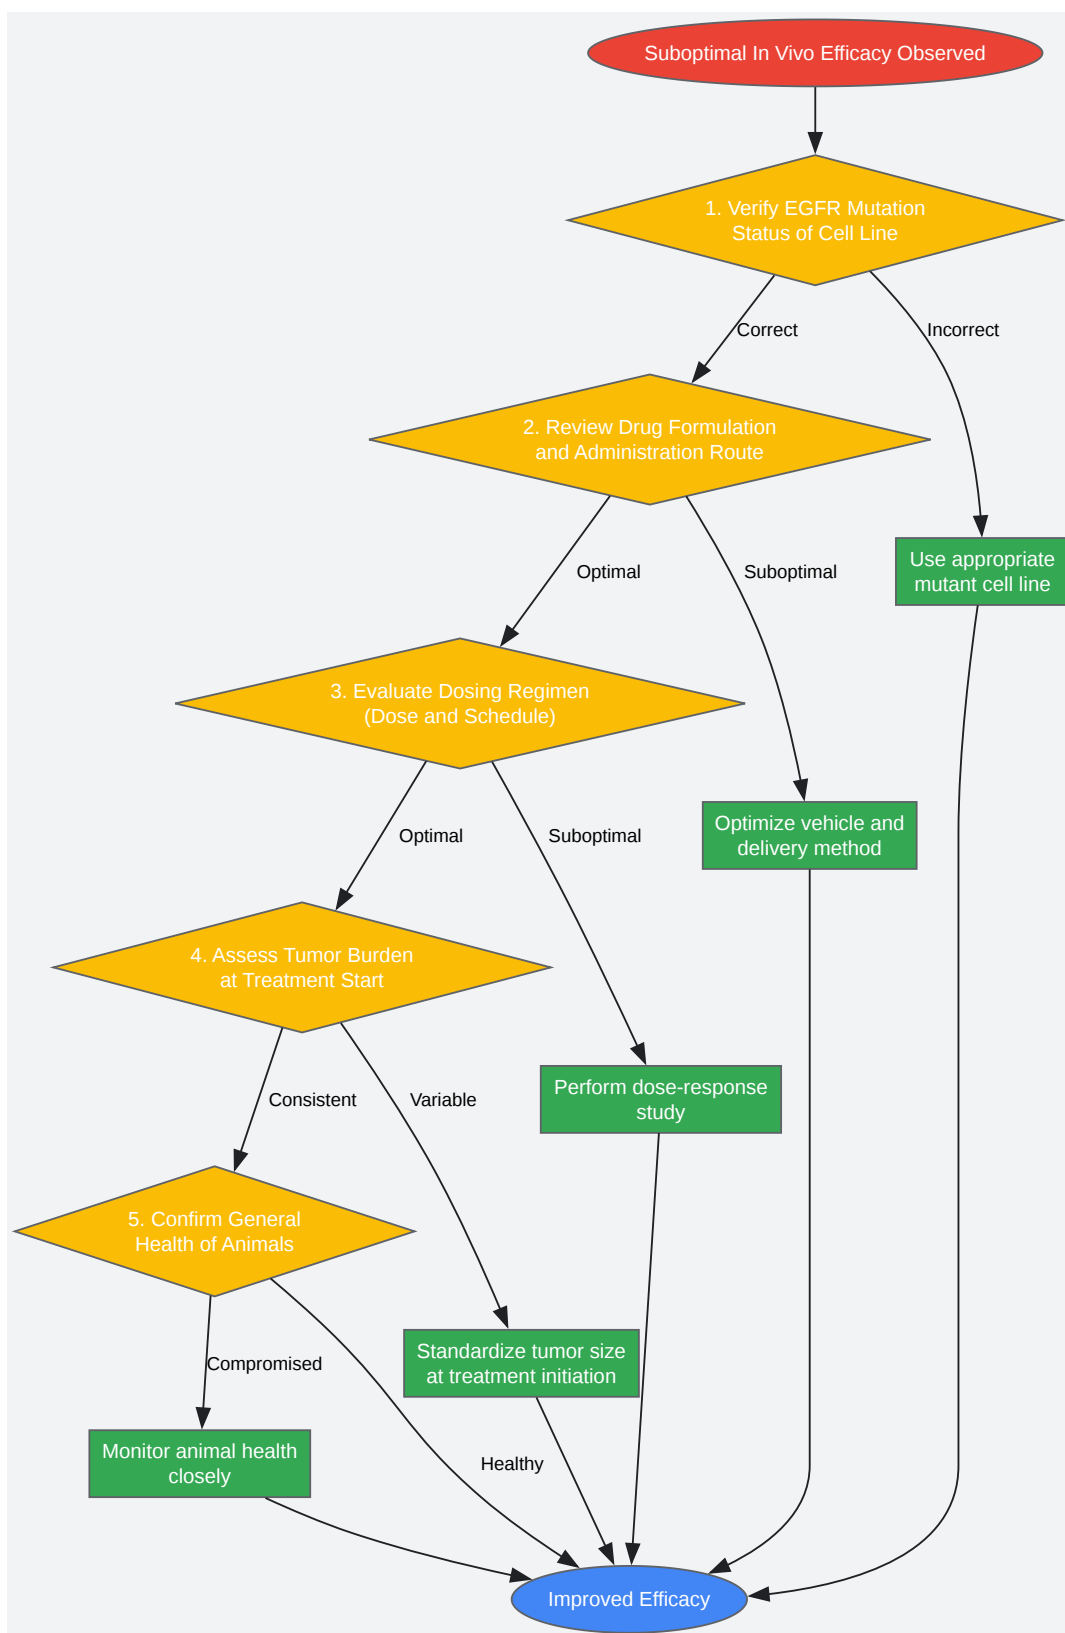 Suboptimal In Vivo Efficacy Observed
1. Verify EGFR Mutation
Status of Cell Line
Correct
Incorrect
2. Review Drug Formulation
and Administration Route
Optimal
Suboptimal
Use appropriate
mutant cell line
3. Evaluate Dosing Regimen
(Dose and Schedule)
Optimal
Suboptimal
Optimize vehicle and
delivery method
4. Assess Tumor Burden
at Treatment Start
Consistent
Variable
Perform dose-response
study
5. Confirm General
Health of Animals
Compromised
Standardize tumor size
at treatment initiation
Monitor animal health
closely
Healthy
Improved Efficacy